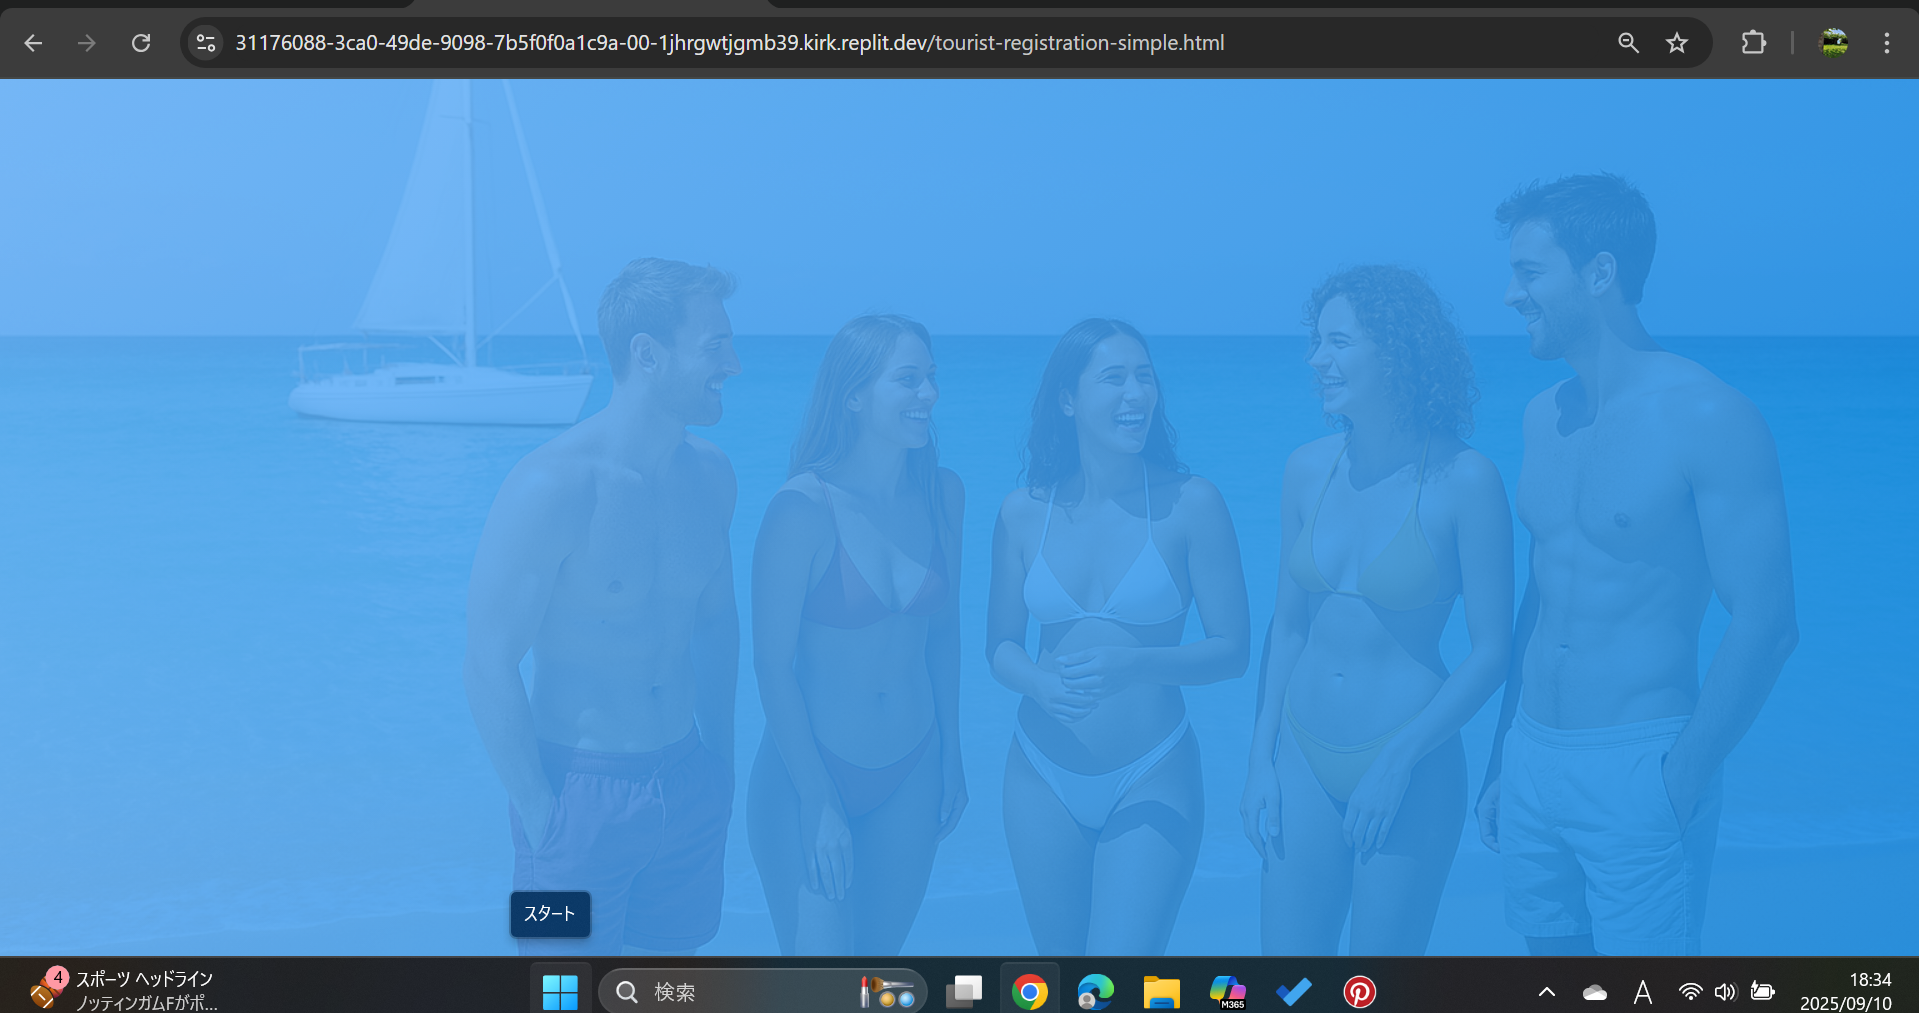 31176088-3ca0-49de-9098-7b5f0f0a1c9a-00-1jhrgwtjgmb39.kirk.replit.dev/tourist-registration-simple.html
スタート
4
スポーツ ヘッドライン
ノッティンガムFがポ...
検索
M365
A
18:34
2025/09/10